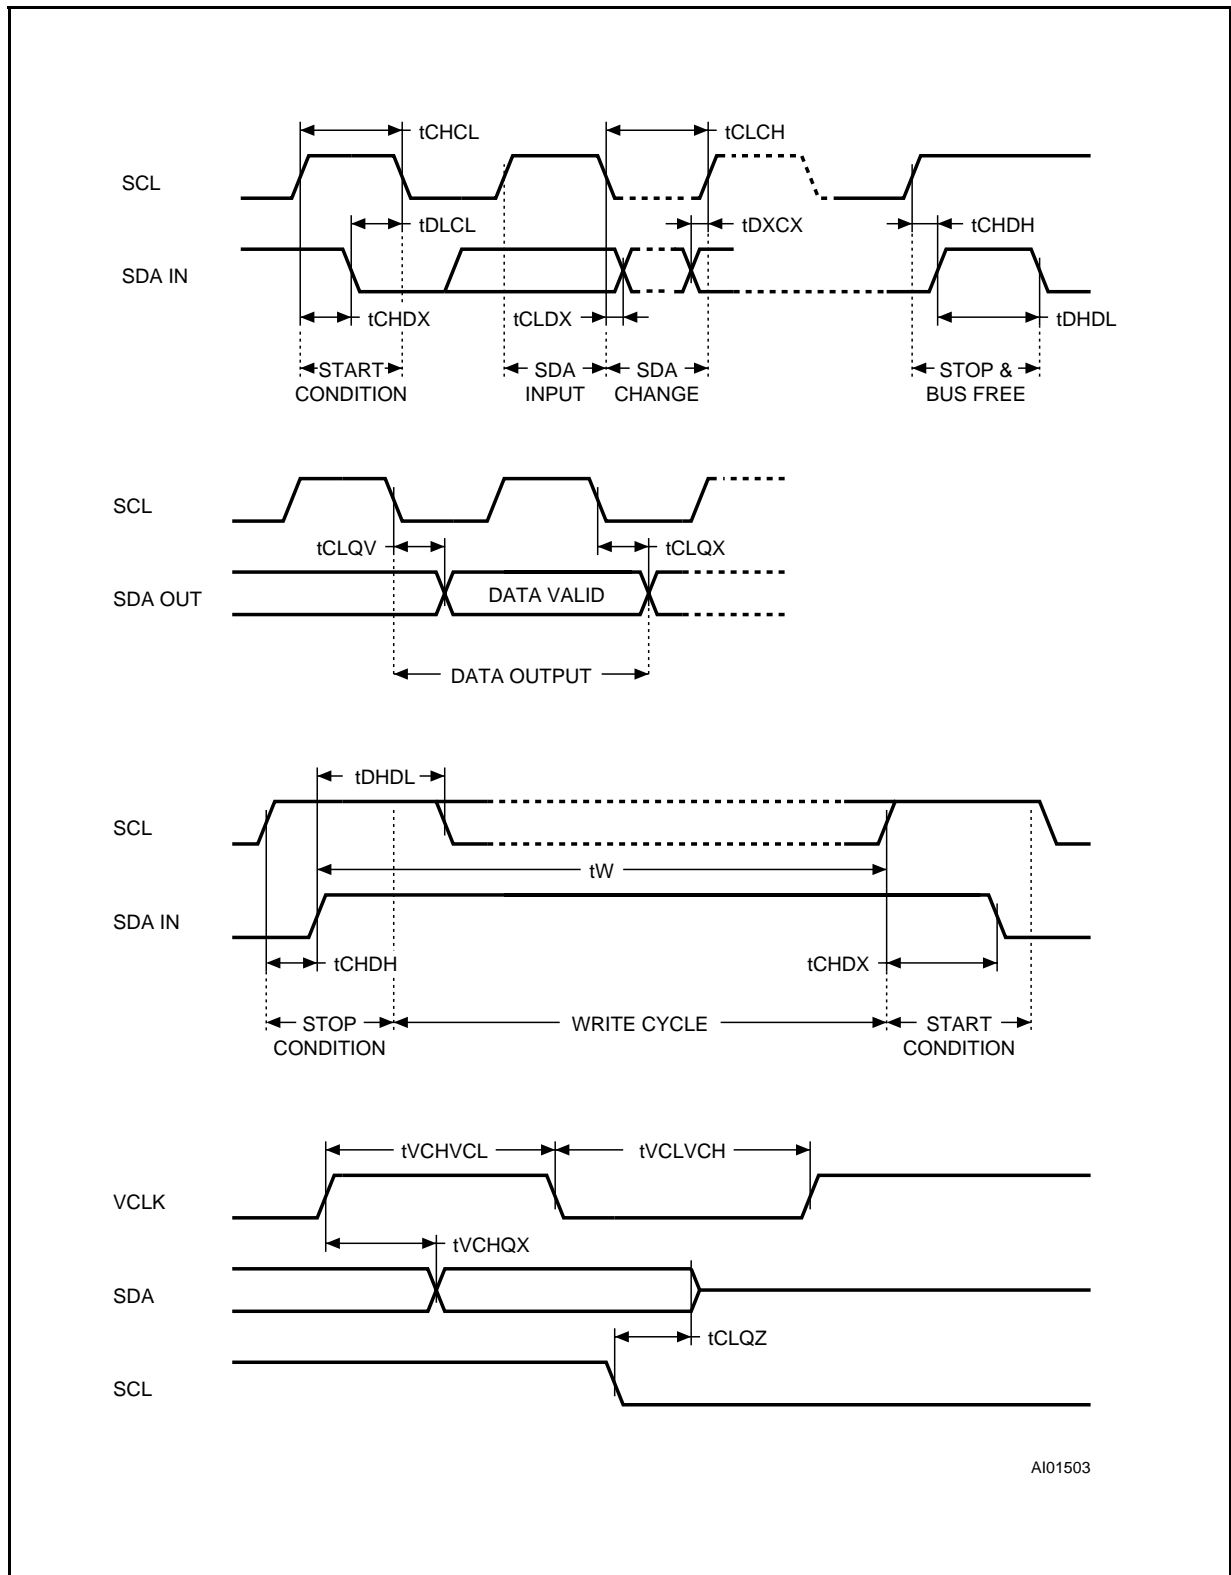 tCHCL
tCLCH
SCL
tDLCL
tDXCX
tCHDH
SDA IN
tCHDX
tCLDX
tDHDL
START
CONDITION
SDA
INPUT
SDA
CHANGE
STOP &
BUS FREE
SCL
tCLQV
tCLQX
SDA OUT
DATA VALID
DATA OUTPUT
tDHDL
SCL
tW
SDA IN
tCHDH
tCHDX
STOP
CONDITION
WRITE CYCLE
START
CONDITION
tVCHVCL
tVCLVCH
VCLK
tVCHQX
SDA
tCLQZ
SCL
AI01503